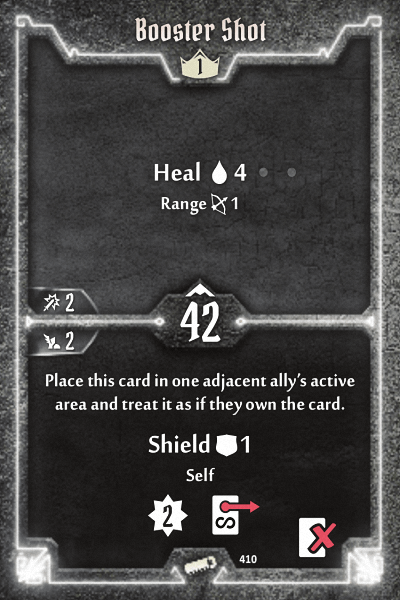 Booster Shot
1
Heal 4
Range 1
2
42
2
Place this card in one adjacent ally's active
area and treat it as if they own the card.
Shield 1
Self
2
S
410